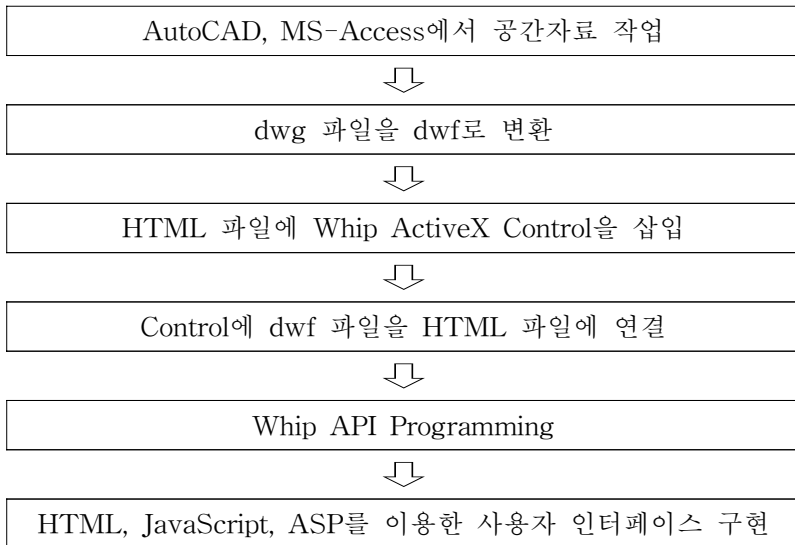 AutoCAD, MS-Access에서 공간자료 작업
dwg 파일을 dwf로 변환
HTML 파일에 Whip ActiveX Control을 삽입
Control에 dwf 파일을 HTML 파일에 연결
Whip API Programming
HTML, JavaScript, ASP를 이용한 사용자 인터페이스 구현